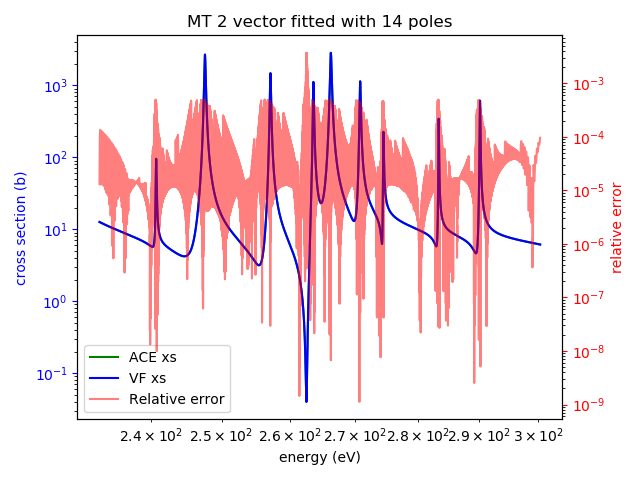 MT 2 vector fitted with 14 poles
10³
10²
10¹
10⁰
10⁻¹
cross section (b)
10⁻³
10⁻⁴
10⁻⁵
10⁻⁶
10⁻⁷
10⁻⁸
10⁻⁹
relative error
ACE xs
VF xs
Relative error
2.4 × 10² 2.5 × 10² 2.6 × 10² 2.7 × 10² 2.8 × 10² 2.9 × 10² 3 × 10²
energy (eV)